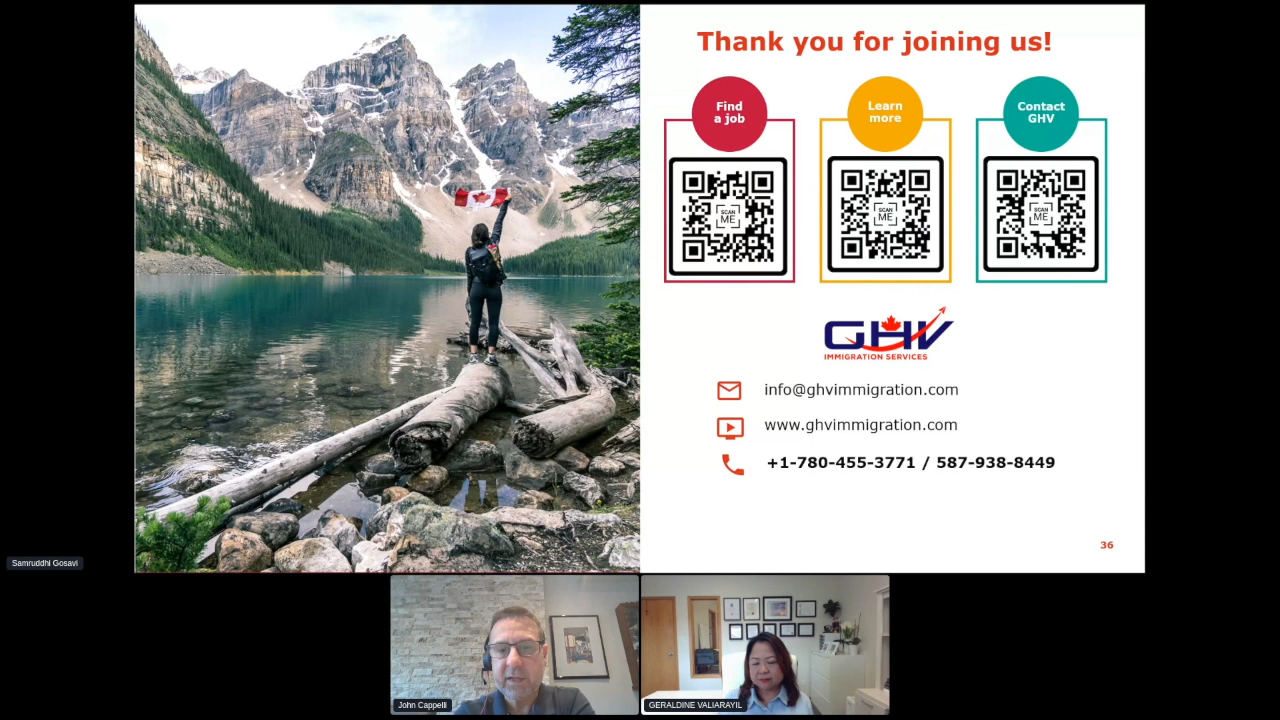 Thank you for joining us!
Find
a job
Learn
more
Contact
GHV
SCAN
ME
SCAN
ME
SCAN
ME
GHV
IMMIGRATION SERVICES
info@ghvimmigration.com
www.ghvimmigration.com
+1-780-455-3771 / 587-938-8449
36
Samruddhi Gosavi
John Cappelli
GERALDINE VALIARAYIL